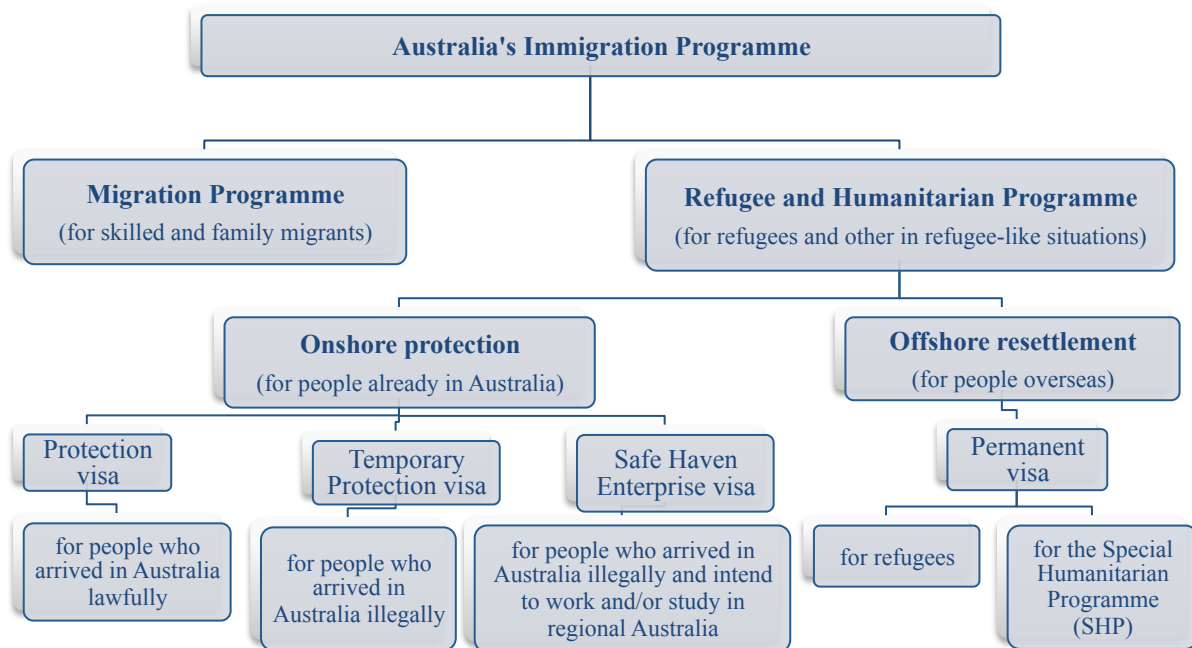 Australia's Immigration Programme
Migration Programme
(for skilled and family migrants)
Refugee and Humanitarian Programme
(for refugees and other in refugee-like situations)
Onshore protection
(for people already in Australia)
Offshore resettlement
(for people overseas)
Protection
visa
Temporary
Protection visa
Safe Haven
Enterprise visa
Permanent
visa
for people who
arrived in Australia
lawfully
for people who
arrived in
Australia illegally
for people who arrived in
Australia illegally and intend
to work and/or study in
regional Australia
for refugees
for the Special
Humanitarian
Programme
(SHP)